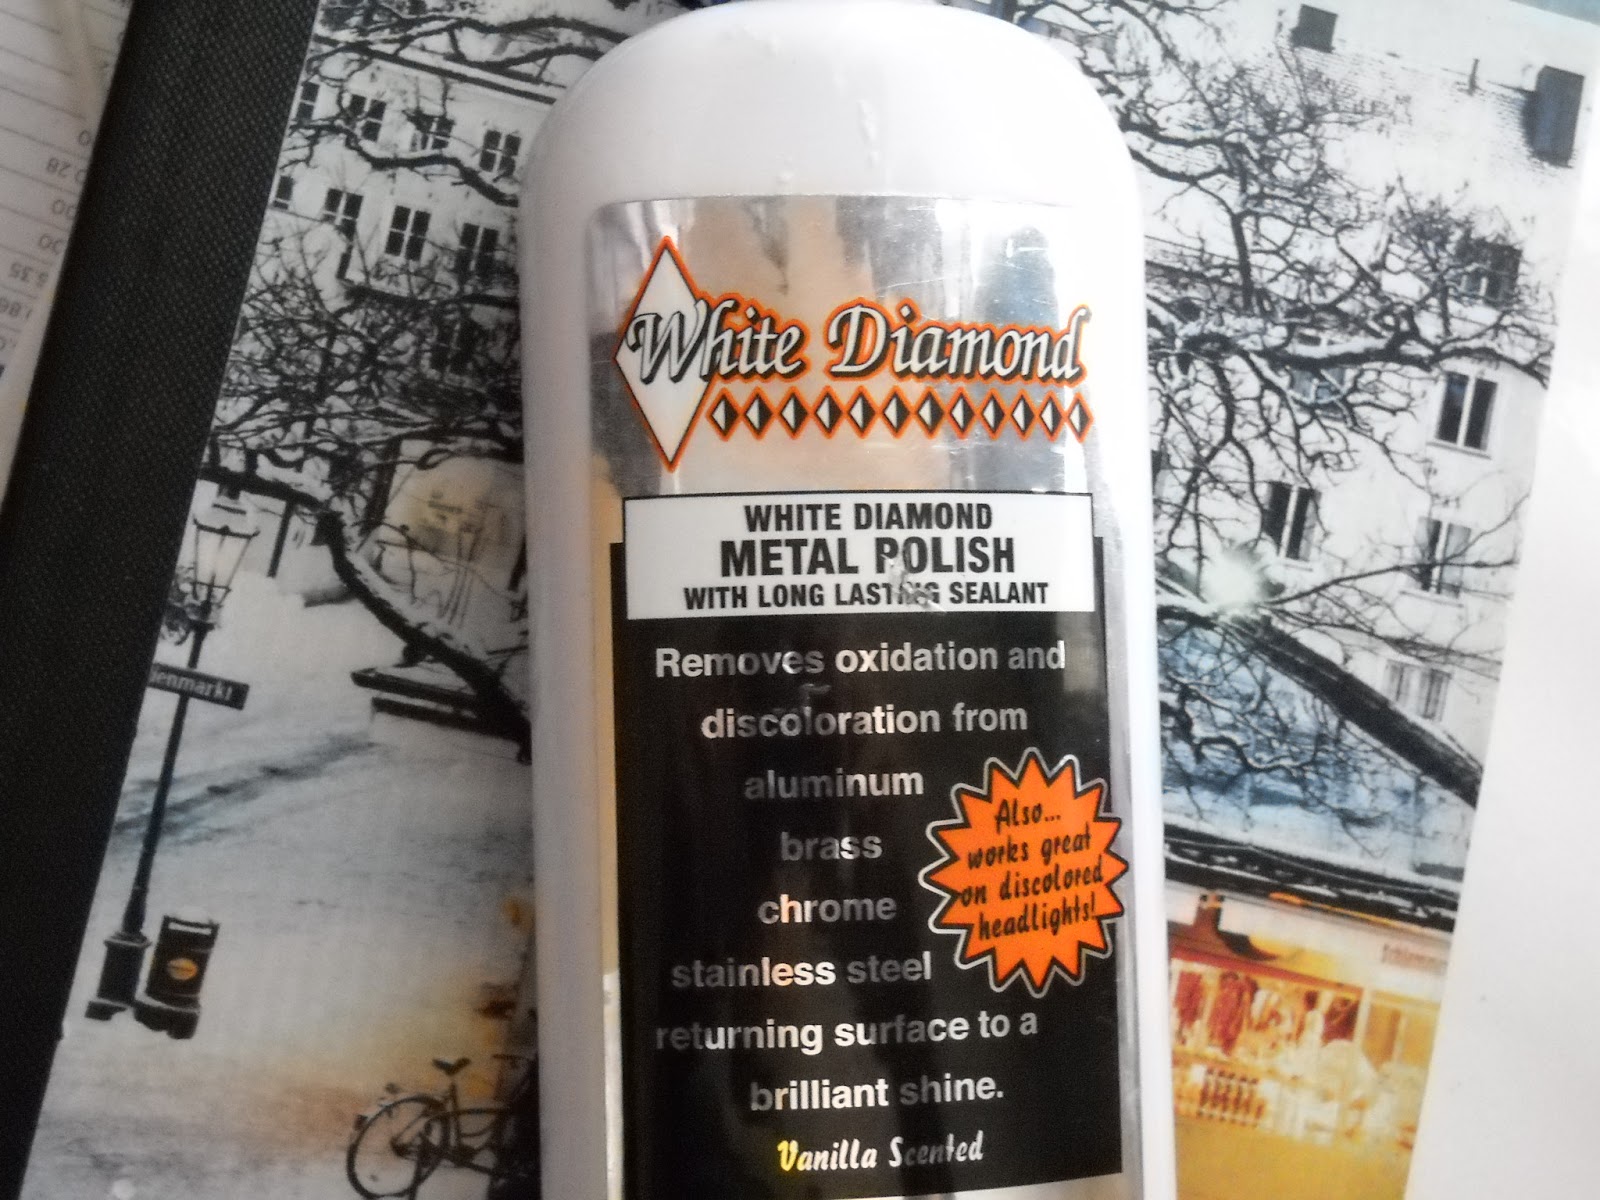 White Diamond
WHITE DIAMOND
METAL POLISH
WITH LONG LASTING SEALANT
Removes oxidation and
discoloration from
aluminum
brass
chrome
stainless steel
returning surface to a
brilliant shine.
Also...
works great
on discolored
headlights!
Vanilla Scented